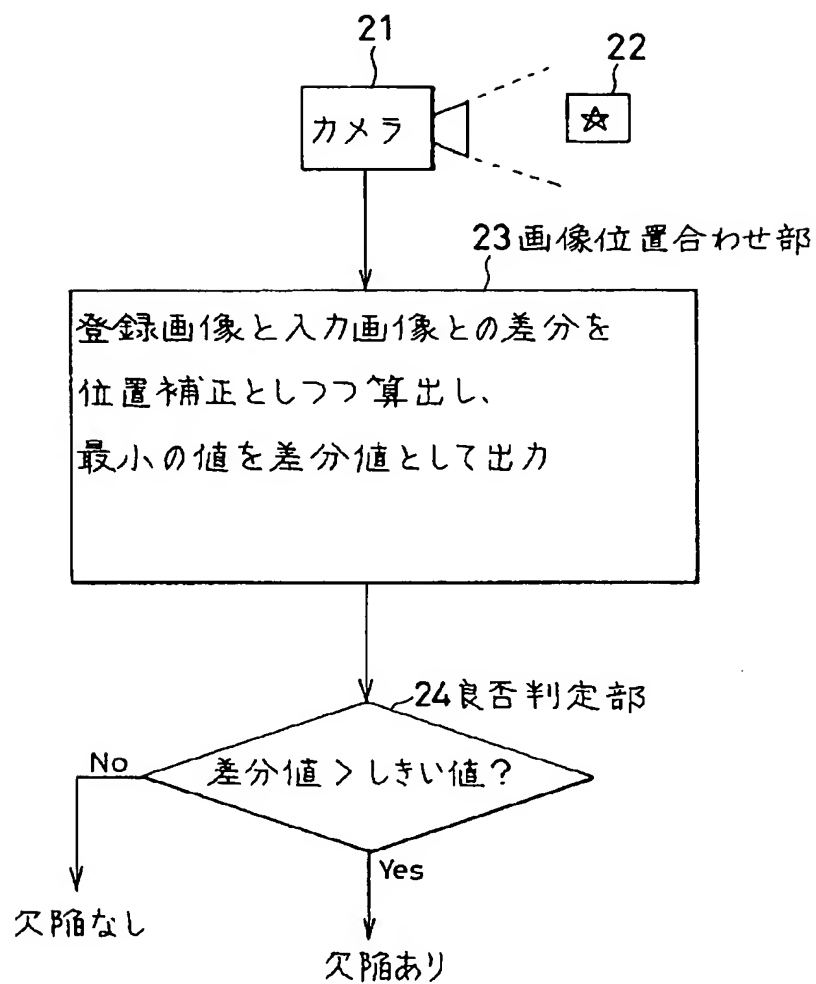 21
22
カメラ
23画像位置合わせ部
登録画像と入力画像との差分を
位置補正としつつ算出し、
最小の値を差分値として出力
24良否判定部
差分値>しきい値?
No
Yes
欠陥なし
欠陥あり